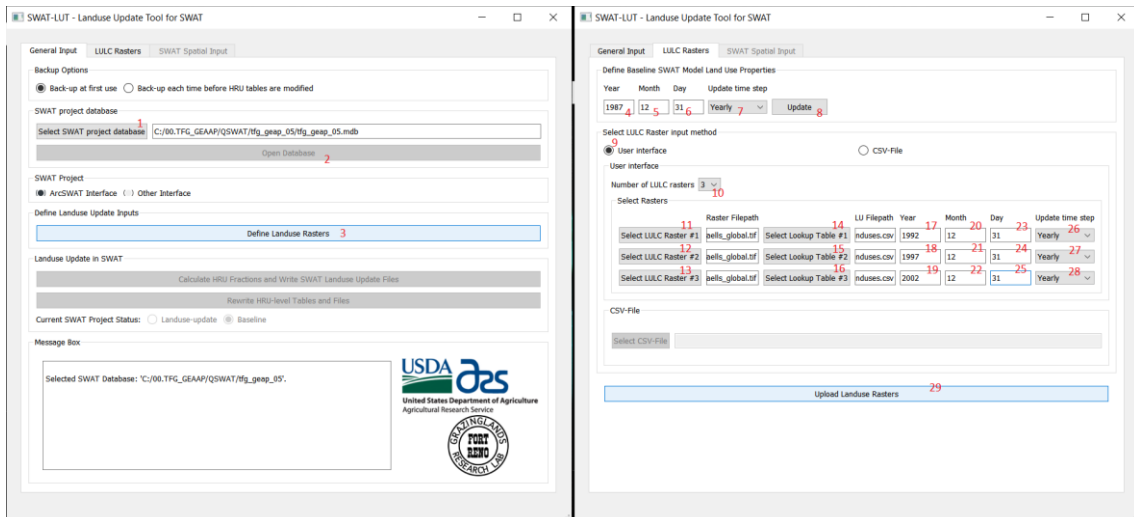 SWAT-LUT - Landuse Update Tool for SWAT
General Input LULC Rasters SWAT Spatial Input
Backup Options
Back-up at first use Back-up each time before HRU tables are modified
SWAT project database
1
Select SWAT project database C:/00.TFG_GEAAP/QSWAT/tfg_geap_05/tfg_geap_05.mdb
Open Database
2
SWAT Project
ArcSWAT Interface Other Interface
Define Landuse Update Inputs
Define Landuse Rasters 3
Landuse Update in SWAT
Calculate HRU Fractions and Write SWAT Landuse Update Files
Rewrite HRU-level Tables and Files
Current SWAT Project Status: Landuse-update Baseline
Message Box
Selected SWAT Database: 'C:/00.TFG_GEAAP/QSWAT/tfg_geap_05'.
USDA ars
United States Department of Agriculture
Agricultural Research Service
GRAZINGLANDS
FORT
RENO
RESEARCH LAB
SWAT-LUT - Landuse Update Tool for SWAT
General Input LULC Rasters SWAT Spatial Input
Define Baseline SWAT Model Land Use Properties
Year Month Day Update time step
1987 12 31 Yearly Update
4 5 6 7 8
Select LULC Raster input method
9
User interface CSV-File
User interface
Number of LULC rasters 3
10
Select Rasters
11 Raster Filepath 14 LU Filepath Year 17 Month 20 Day 23 Update time step 26
Select LULC Raster #1 aells_global.tif Select Lookup Table #1 nduses.csv 1992 12 31 Yearly
12 15 18 21 24 27
Select LULC Raster #2 aells_global.tif Select Lookup Table #2 nduses.csv 1997 12 31 Yearly
13 16 19 22 25 28
Select LULC Raster #3 aells_global.tif Select Lookup Table #3 nduses.csv 2002 12 31 Yearly
CSV-File
Select CSV-File
29
Upload Landuse Rasters